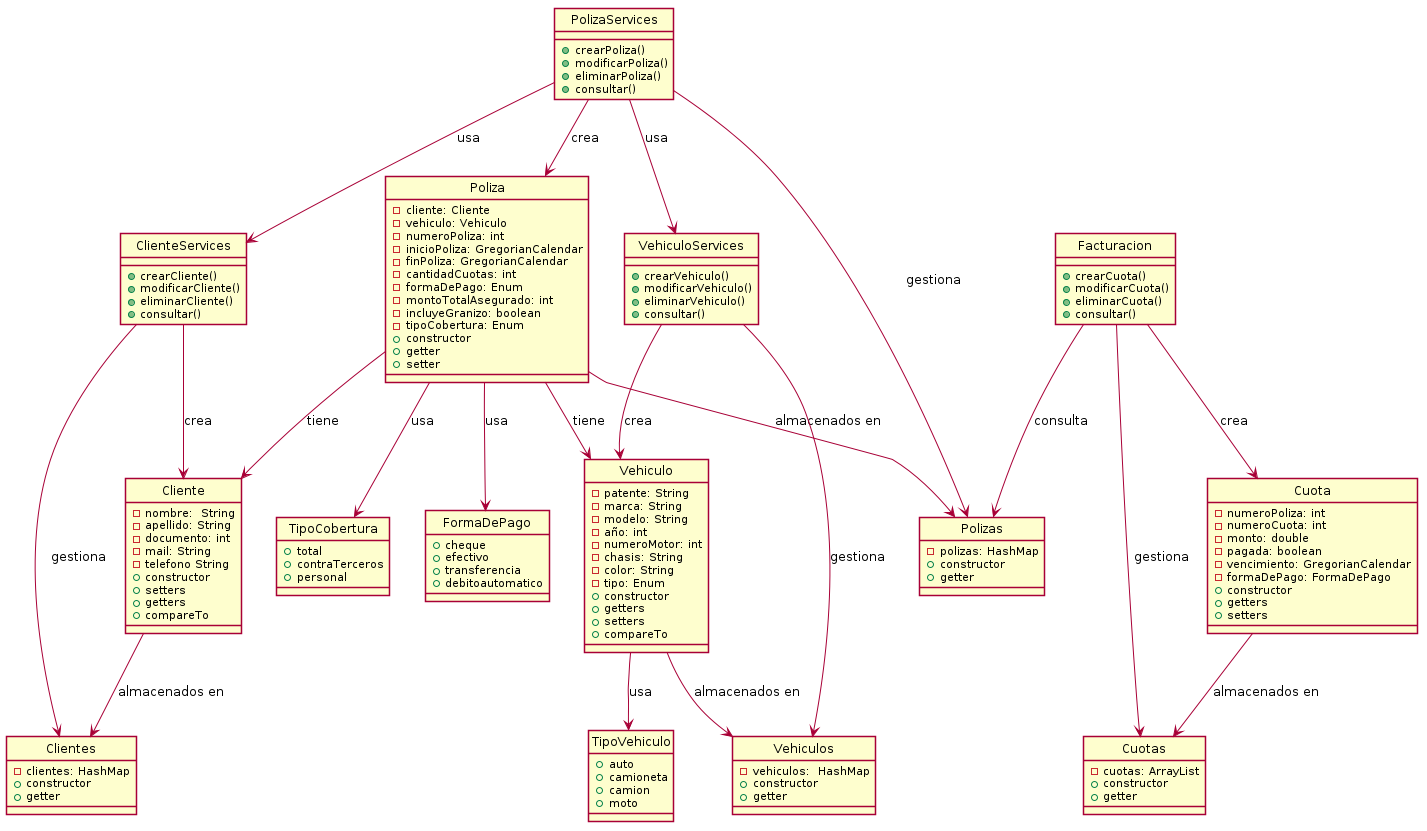 PolizaServices
crearPoliza()
modificarPoliza()
eliminarPoliza()
consultar()
usa
crea
usa
gestiona
Poliza
cliente: Cliente
vehiculo: Vehiculo
numeroPoliza: int
inicioPoliza: GregorianCalendar
finPoliza: GregorianCalendar
cantidadCuotas: int
formaDePago: Enum
montoTotalAsegurado: int
incluyeGranizo: boolean
tipoCobertura: Enum
constructor
getter
setter
ClienteServices
crearCliente()
modificarCliente()
eliminarCliente()
consultar()
VehiculoServices
crearVehiculo()
modificarVehiculo()
eliminarVehiculo()
consultar()
Facturacion
crearCuota()
modificarCuota()
eliminarCuota()
consultar()
crea
tiene
usa
usa
tiene
crea
almacenados en
consulta
crea
gestiona
gestiona
gestiona
Cliente
nombre:  String
apellido: String
documento: int
mail: String
telefono String
constructor
setters
getters
compareTo
TipoCobertura
total
contraTerceros
personal
FormaDePago
cheque
efectivo
transferencia
debitoautomatico
Vehiculo
patente: String
marca: String
modelo: String
año: int
numeroMotor: int
chasis: String
color: String
tipo: Enum
constructor
getters
setters
compareTo
Polizas
polizas: HashMap
constructor
getter
Cuota
numeroPoliza: int
numeroCuota: int
monto: double
pagada: boolean
vencimiento: GregorianCalendar
formaDePago: FormaDePago
constructor
getters
setters
almacenados en
usa
almacenados en
almacenados en
Clientes
clientes: HashMap
constructor
getter
TipoVehiculo
auto
camioneta
camion
moto
Vehiculos
vehiculos:  HashMap
constructor
getter
Cuotas
cuotas: ArrayList
constructor
getter